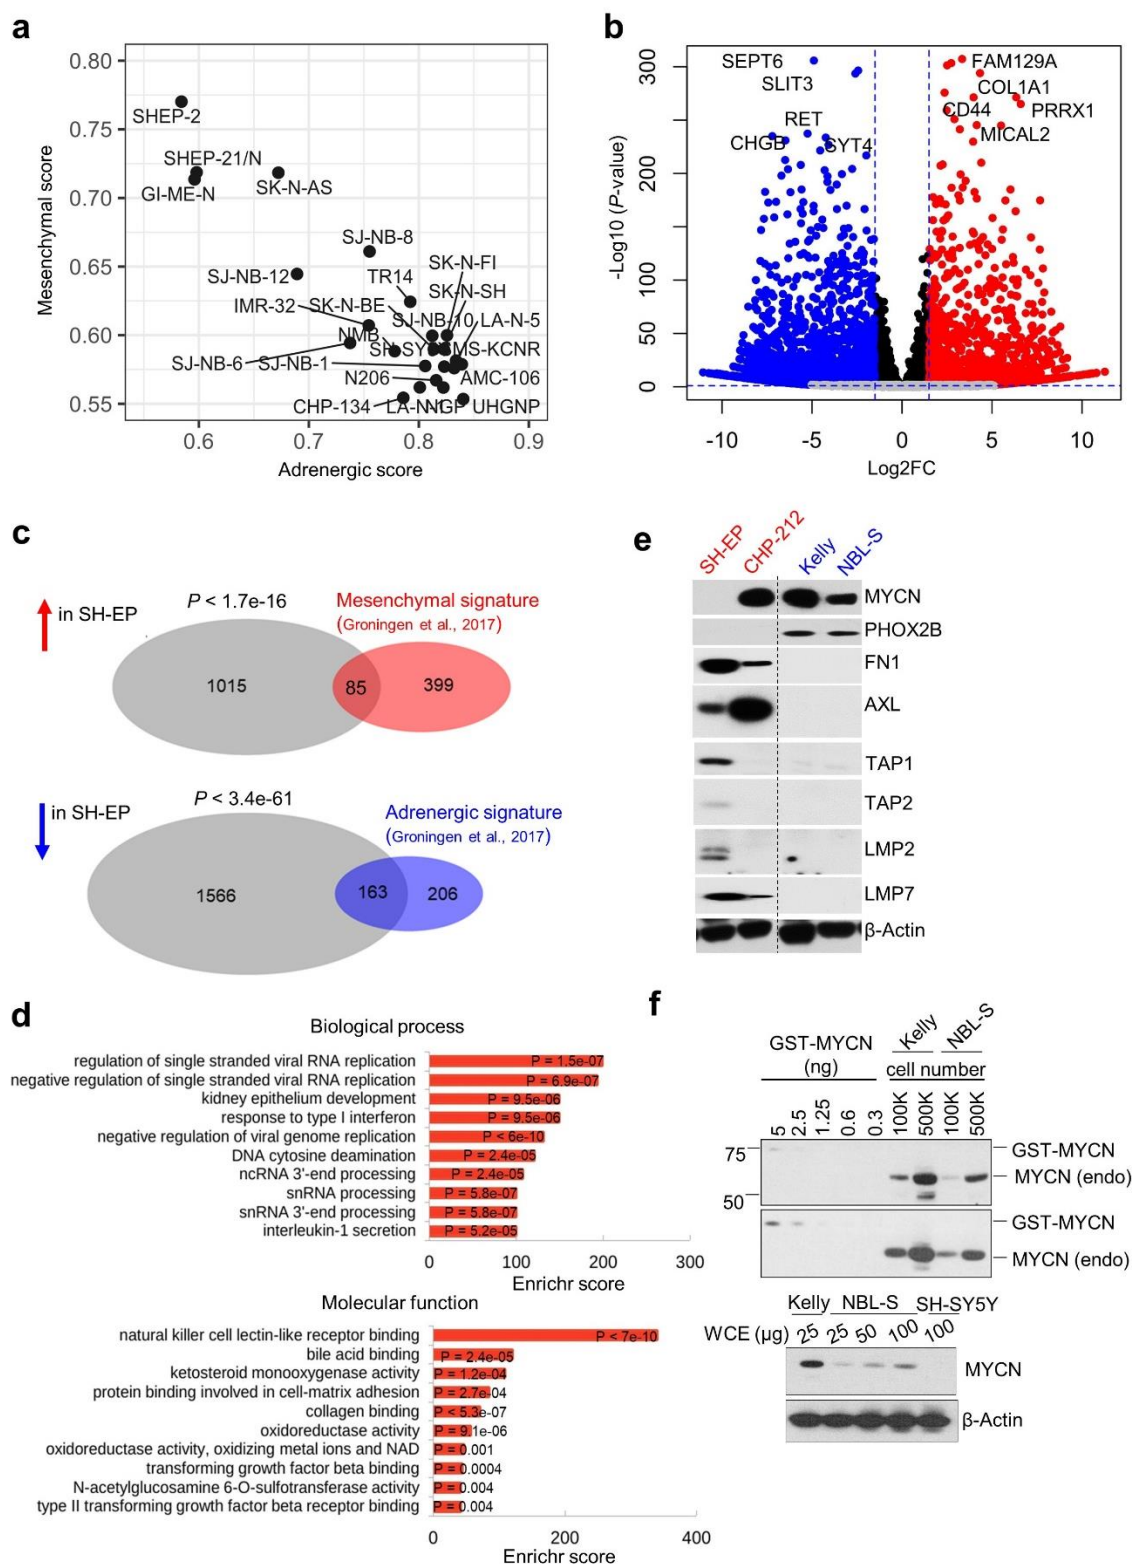 a
Mesenchymal score
0.80
0.75
0.70
0.65
0.60
0.55
SHEP-2
SHEP-21/N
GI-ME-N
SK-N-AS
SJ-NB-8
SJ-NB-12
TR14
SK-N-FI
SK-N-SH
IMR-32
SK-N-BE
SJ-NB-10
LA-N-5
NMB
SH-SY
MS-KCNR
SJ-NB-6
SJ-NB-1
N206
AMC-106
CHP-134
UHGNP
0.6
0.7
0.8
0.9
Adrenergic score
b
-Log10 (P-value)
300
200
100
50
0
SEPT6
SLIT3
RET
CHGB
SYT4
FAM129A
COL1A1
CD44
PRRX1
MICAL2
-10
-5
0
5
10
Log2FC
c
in SH-EP
P < 1.7e-16
Mesenchymal signature
(Groningen et al., 2017)
1015
85
399
in SH-EP
P < 3.4e-61
Adrenergic signature
(Groningen et al., 2017)
1566
163
206
d
Biological process
regulation of single stranded viral RNA replication P = 1.5e-07
negative regulation of single stranded viral RNA replication P = 6.9e-07
kidney epithelium development P = 9.5e-06
response to type I interferon P = 9.5e-06
negative regulation of viral genome replication P < 6e-10
DNA cytosine deamination P = 2.4e-05
ncRNA 3'-end processing P = 2.4e-05
snRNA processing P = 5.8e-07
snRNA 3'-end processing P = 5.8e-07
interleukin-1 secretion P = 5.2e-05
0 100 200 300
Enrichr score
Molecular function
natural killer cell lectin-like receptor binding P < 7e-10
bile acid binding P = 2.4e-05
ketosteroid monooxygenase activity P = 1.2e-04
protein binding involved in cell-matrix adhesion P = 2.7e-04
collagen binding P < 5.3e-07
oxidoreductase activity P = 9.1e-06
oxidoreductase activity, oxidizing metal ions and NAD P = 0.001
transforming growth factor beta binding P = 0.0004
N-acetylglucosamine 6-O-sulfotransferase activity P = 0.004
type II transforming growth factor beta receptor binding P = 0.004
0 200 400
Enrichr score
e
SH-EP
CHP-212
Kelly
NBL-S
MYCN
PHOX2B
FN1
AXL
TAP1
TAP2
LMP2
LMP7
β-Actin
f
GST-MYCN
(ng)
Kelly
NBL-S
cell number
5
2.5
1.25
0.6
0.3
100K
500K
100K
500K
75
50
GST-MYCN
MYCN (endo)
GST-MYCN
MYCN (endo)
Kelly NBL-S SH-SY5Y
WCE (µg) 25 25 50 100 100
MYCN
β-Actin